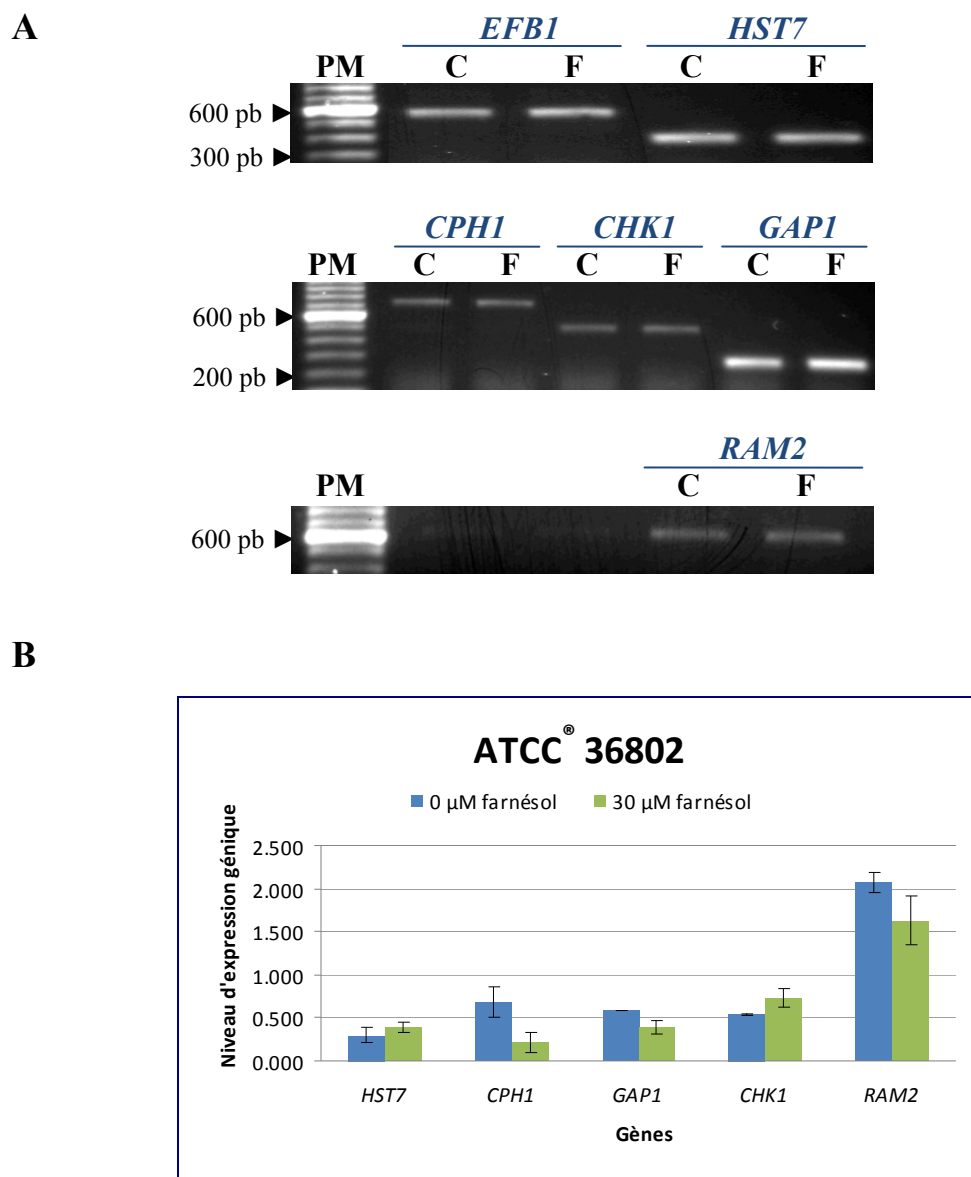 A
EFB1 HST7
PM C F C F
600 pb
300 pb
CPH1 CHK1 GAP1
PM C F C F C F
600 pb
200 pb
RAM2
PM C F
600 pb
B
ATCC® 36802
0 µM farnésol 30 µM farnésol
Niveau d'expression génique
2.500
2.000
1.500
1.000
0.500
0.000
HST7 CPH1 GAP1 CHK1 RAM2
Gènes